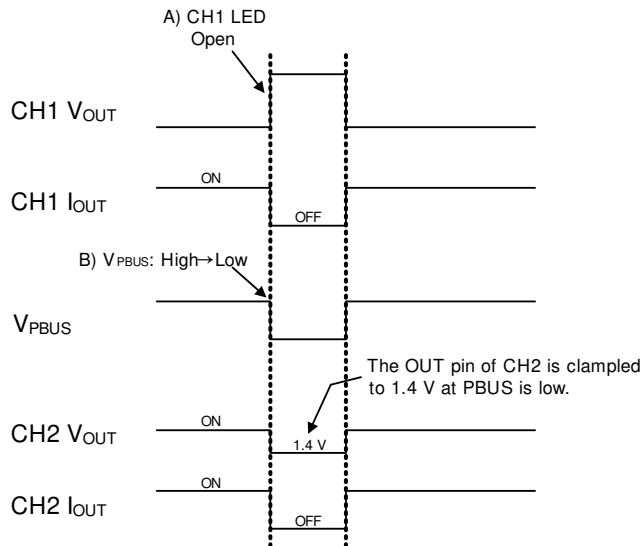 A) CH1 LED
Open
CH1 VOUT
ON
CH1 IOUT
OFF
B) VPBUS: High→Low
VPBUS
The OUT pin of CH2 is clamped
to 1.4 V at PBUS is low.
ON
CH2 VOUT
1.4 V
ON
CH2 IOUT
OFF